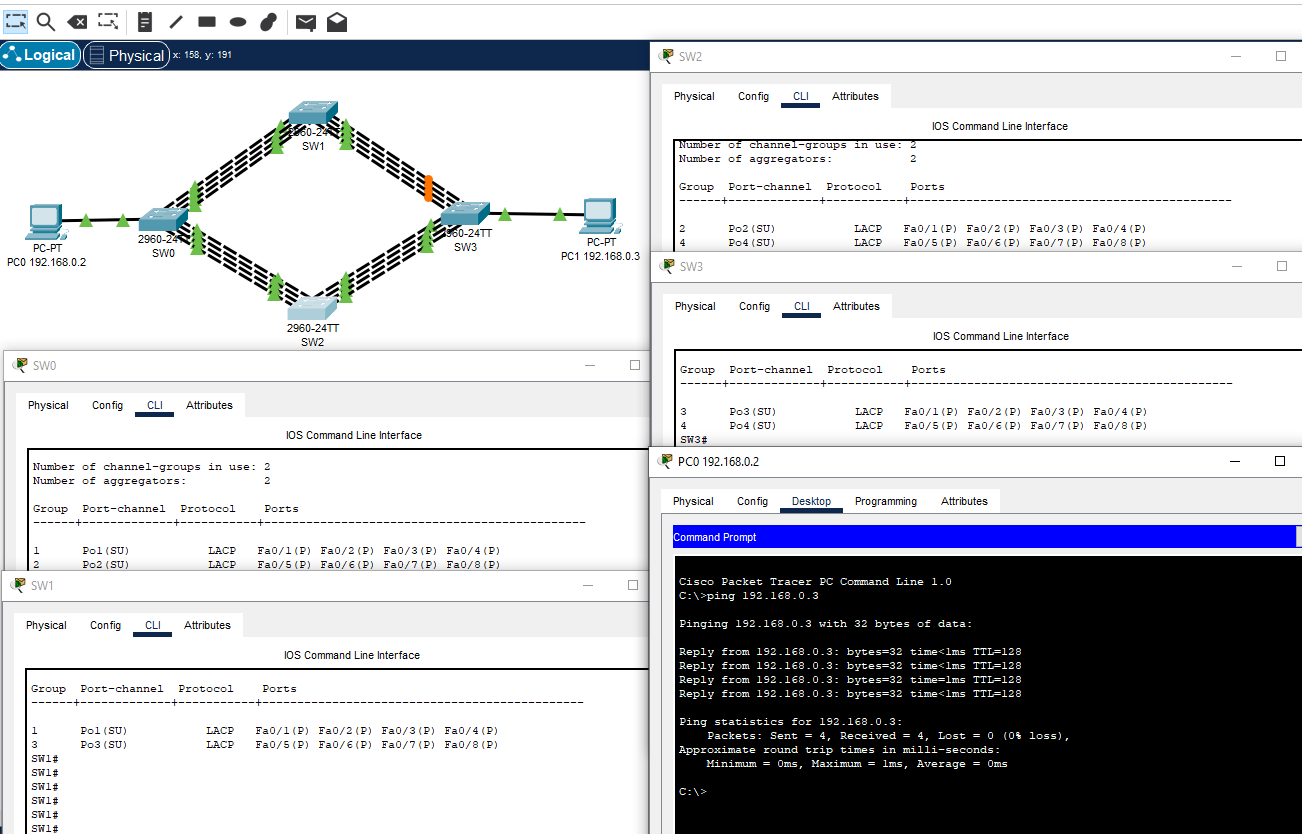 Logical Physical x: 158, y: 191
2960-24TT
SW1
PC-PT
PC0 192.168.0.2
2960-24TT
SW0
2960-24TT
SW3
PC-PT
PC1 192.168.0.3
2960-24TT
SW2
SW2
Physical Config CLI Attributes
IOS Command Line Interface
Number of channel-groups in use: 2
Number of aggregators: 2
Group Port-channel Protocol Ports
------+-------------+-----------+----------------------------------------------
2 Po2(SU) LACP Fa0/1(P) Fa0/2(P) Fa0/3(P) Fa0/4(P)
4 Po4(SU) LACP Fa0/5(P) Fa0/6(P) Fa0/7(P) Fa0/8(P)
SW3
Physical Config CLI Attributes
IOS Command Line Interface
Group Port-channel Protocol Ports
------+-------------+-----------+----------------------------------------------
3 Po3(SU) LACP Fa0/1(P) Fa0/2(P) Fa0/3(P) Fa0/4(P)
4 Po4(SU) LACP Fa0/5(P) Fa0/6(P) Fa0/7(P) Fa0/8(P)
SW3#
SW0
Physical Config CLI Attributes
IOS Command Line Interface
Number of channel-groups in use: 2
Number of aggregators: 2
Group Port-channel Protocol Ports
------+-------------+-----------+----------------------------------------------
1 Po1(SU) LACP Fa0/1(P) Fa0/2(P) Fa0/3(P) Fa0/4(P)
2 Po2(SU) LACP Fa0/5(P) Fa0/6(P) Fa0/7(P) Fa0/8(P)
SW1
Physical Config CLI Attributes
IOS Command Line Interface
Group Port-channel Protocol Ports
------+-------------+-----------+----------------------------------------------
1 Po1(SU) LACP Fa0/1(P) Fa0/2(P) Fa0/3(P) Fa0/4(P)
3 Po3(SU) LACP Fa0/5(P) Fa0/6(P) Fa0/7(P) Fa0/8(P)
SW1#
SW1#
SW1#
SW1#
SW1#
SW1#
PC0 192.168.0.2
Physical Config Desktop Programming Attributes
Command Prompt
Cisco Packet Tracer PC Command Line 1.0
C:\>ping 192.168.0.3
Pinging 192.168.0.3 with 32 bytes of data:
Reply from 192.168.0.3: bytes=32 time<1ms TTL=128
Reply from 192.168.0.3: bytes=32 time<1ms TTL=128
Reply from 192.168.0.3: bytes=32 time=1ms TTL=128
Reply from 192.168.0.3: bytes=32 time<1ms TTL=128
Ping statistics for 192.168.0.3:
Packets: Sent = 4, Received = 4, Lost = 0 (0% loss),
Approximate round trip times in milli-seconds:
Minimum = 0ms, Maximum = 1ms, Average = 0ms
C:\>